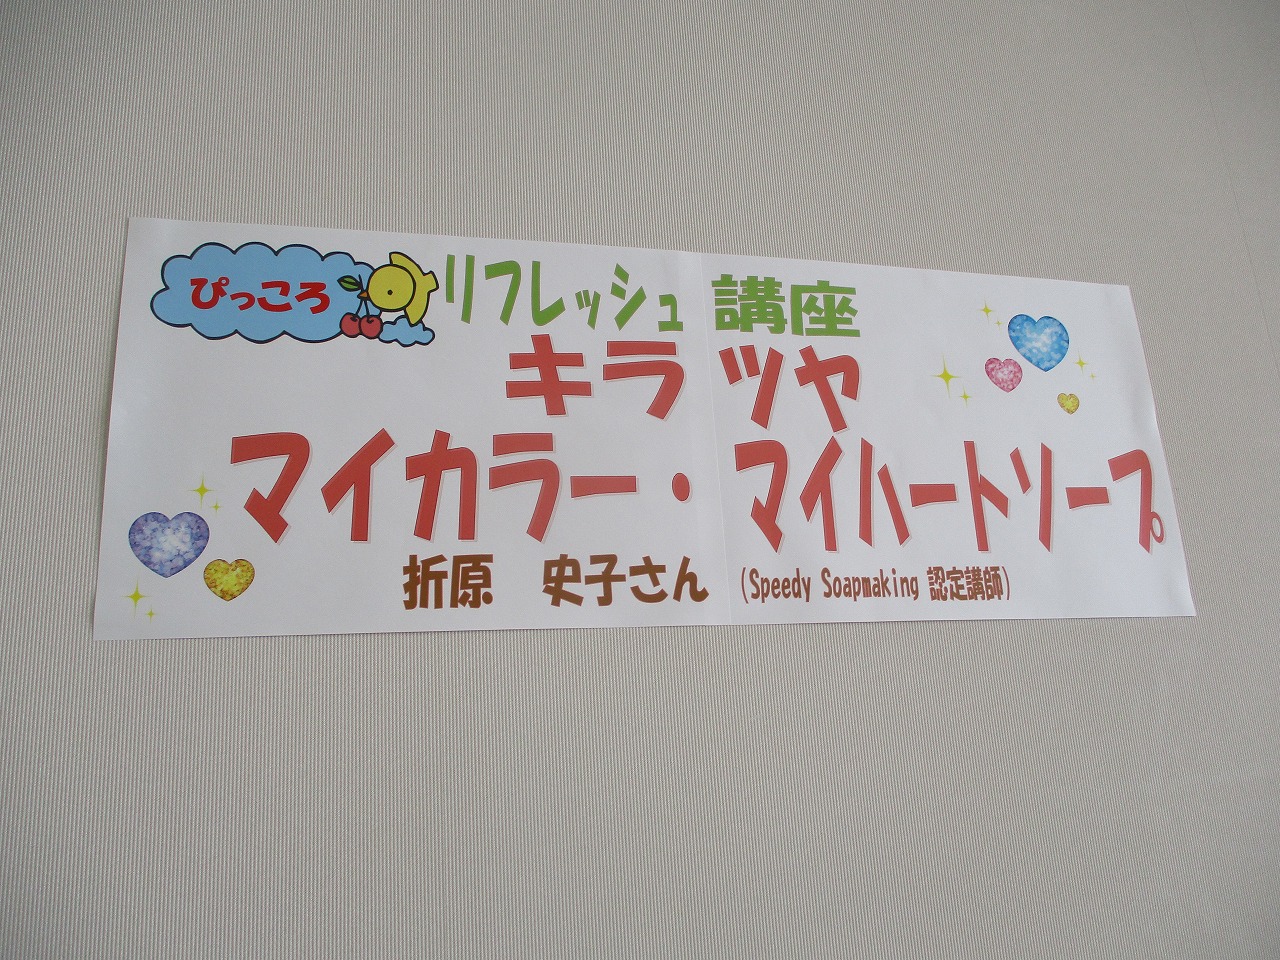 ぴっころ リフレッシュ講座
キラツヤ
マイカラー・マイハートソープ
折原　史子さん (Speedy Soapmaking 認定講師)